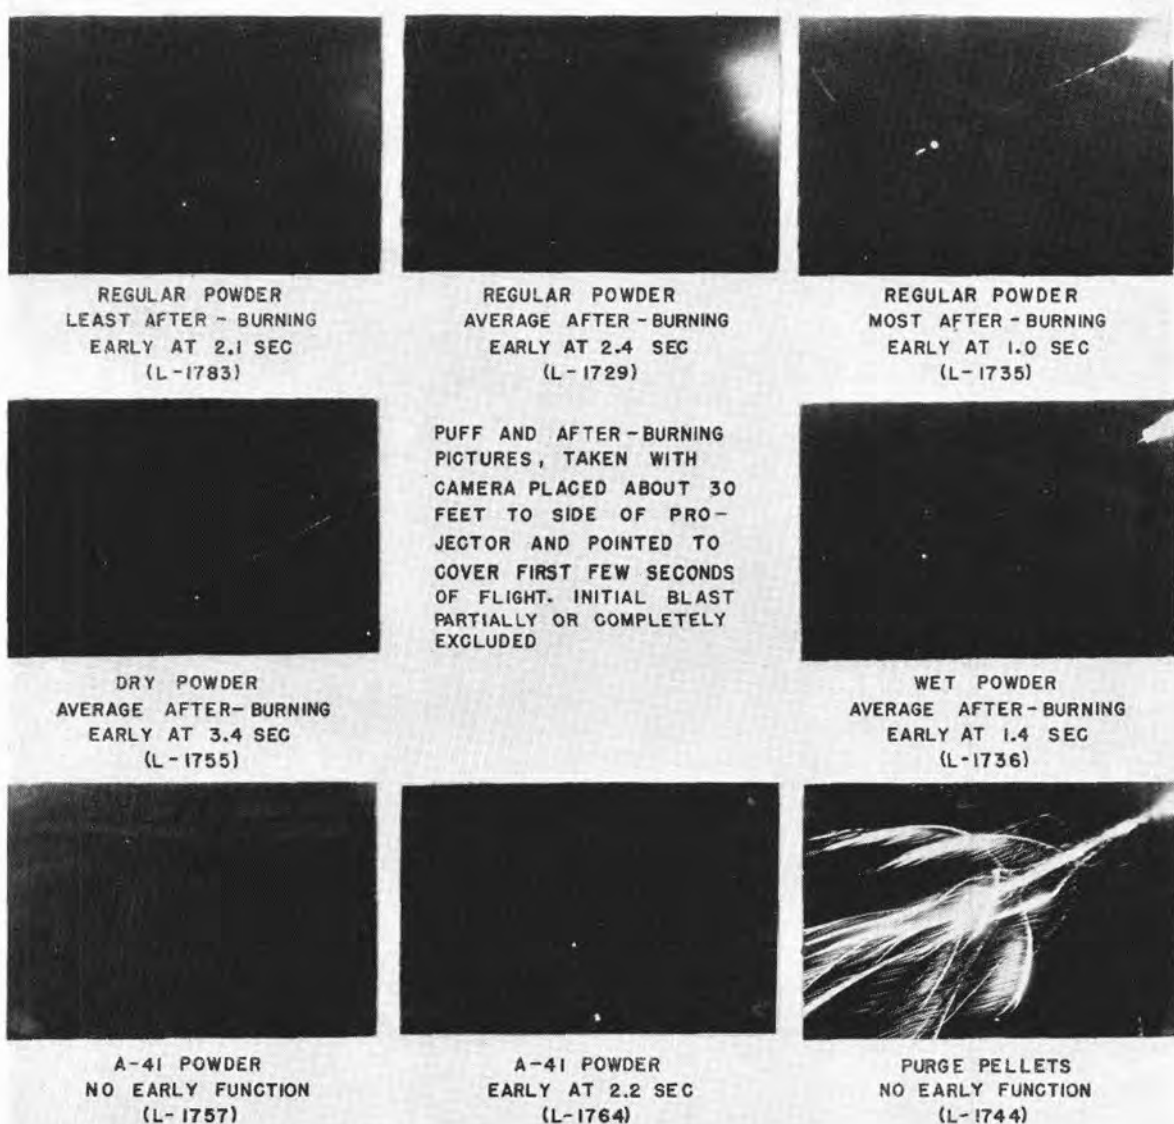 REGULAR POWDER
LEAST AFTER - BURNING
EARLY AT 2.1 SEC
(L-1783)
REGULAR POWDER
AVERAGE AFTER-BURNING
EARLY AT 2.4 SEC
(L-1729)
REGULAR POWDER
MOST AFTER-BURNING
EARLY AT 1.0 SEC
(L-1735)
DRY POWDER
AVERAGE AFTER-BURNING
EARLY AT 3.4 SEC
(L-1755)
PUFF AND AFTER-BURNING
PICTURES, TAKEN WITH
CAMERA PLACED ABOUT 30
FEET TO SIDE OF PRO-
JECTOR AND POINTED TO
COVER FIRST FEW SECONDS
OF FLIGHT. INITIAL BLAST
PARTIALLY OR COMPLETELY
EXCLUDED
WET POWDER
AVERAGE AFTER-BURNING
EARLY AT 1.4 SEC
(L-1736)
A-41 POWDER
NO EARLY FUNCTION
(L-1757)
A-41 POWDER
EARLY AT 2.2 SEC
(L-1764)
PURGE PELLETS
NO EARLY FUNCTION
(L-1744)